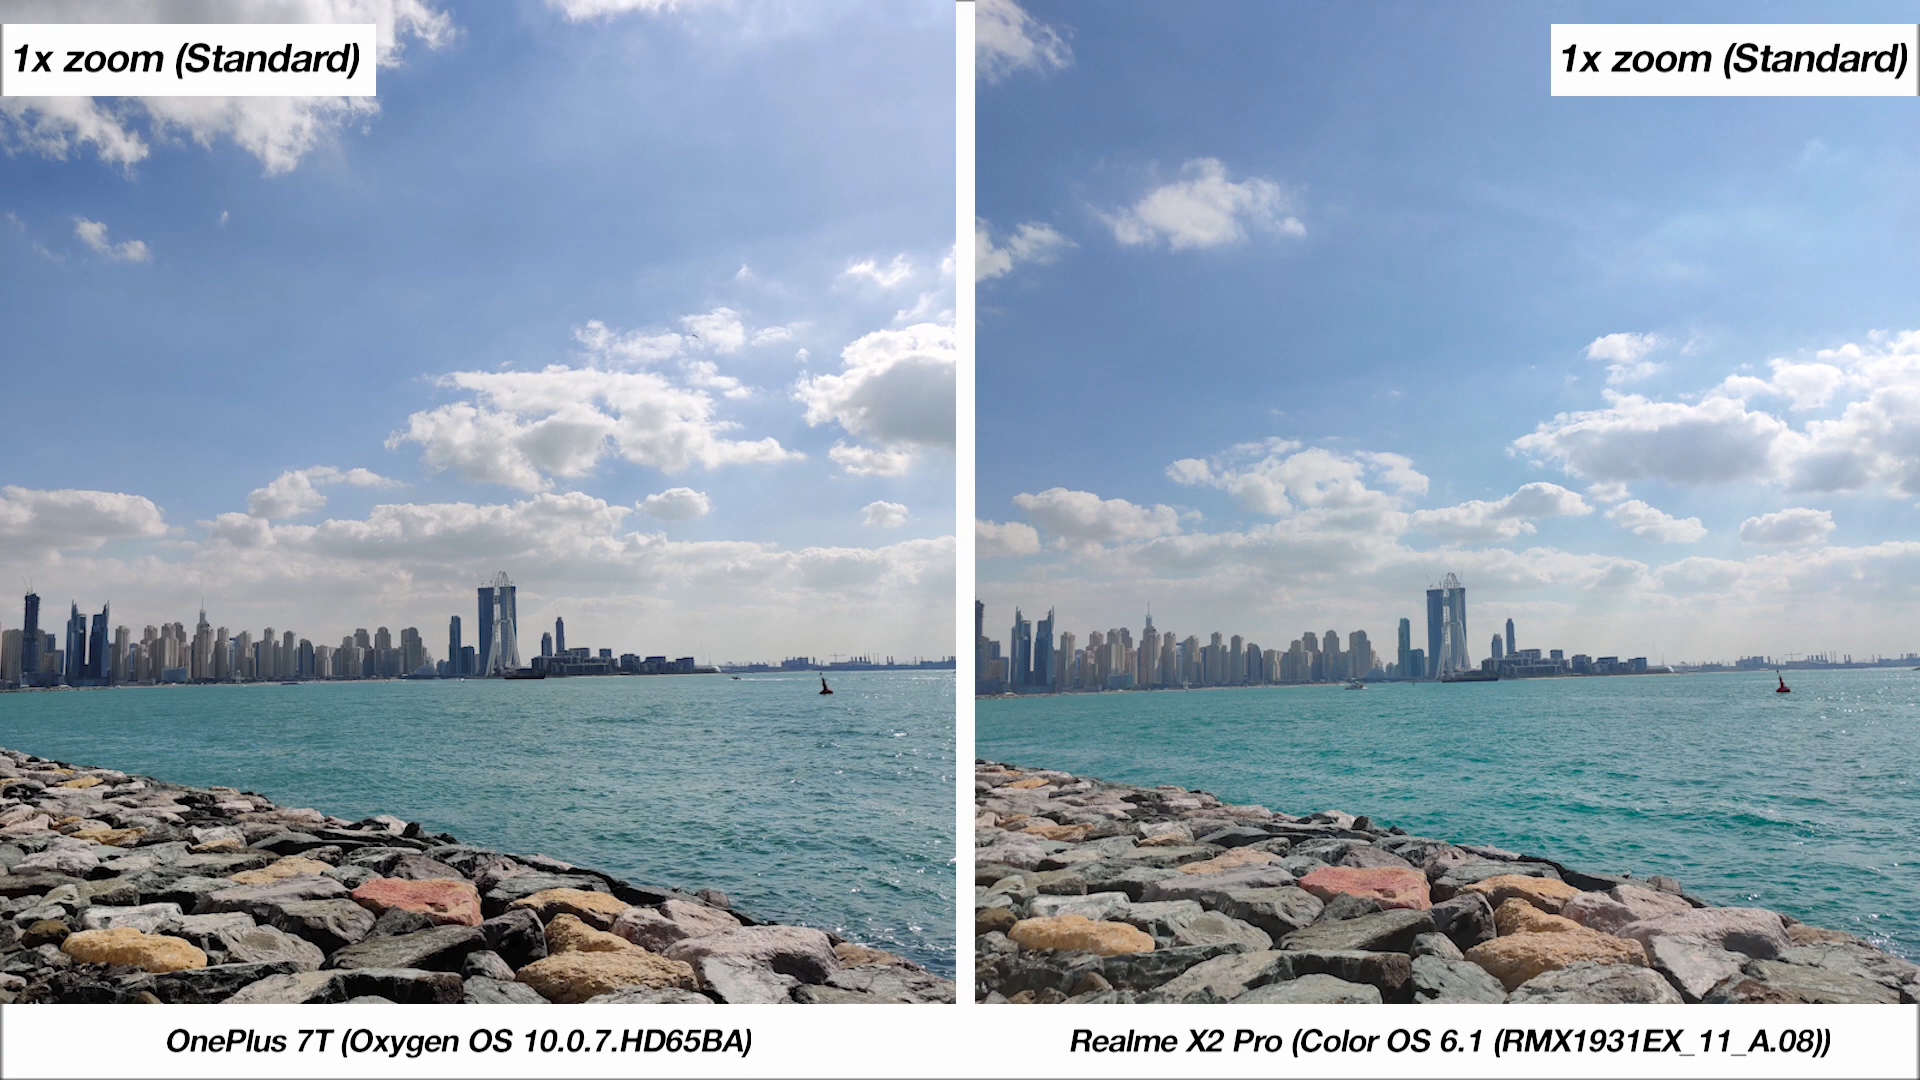 1x zoom (Standard)
1x zoom (Standard)
OnePlus 7T (Oxygen OS 10.0.7.HD65BA)
Realme X2 Pro (Color OS 6.1 (RMX1931EX_11_A.08))